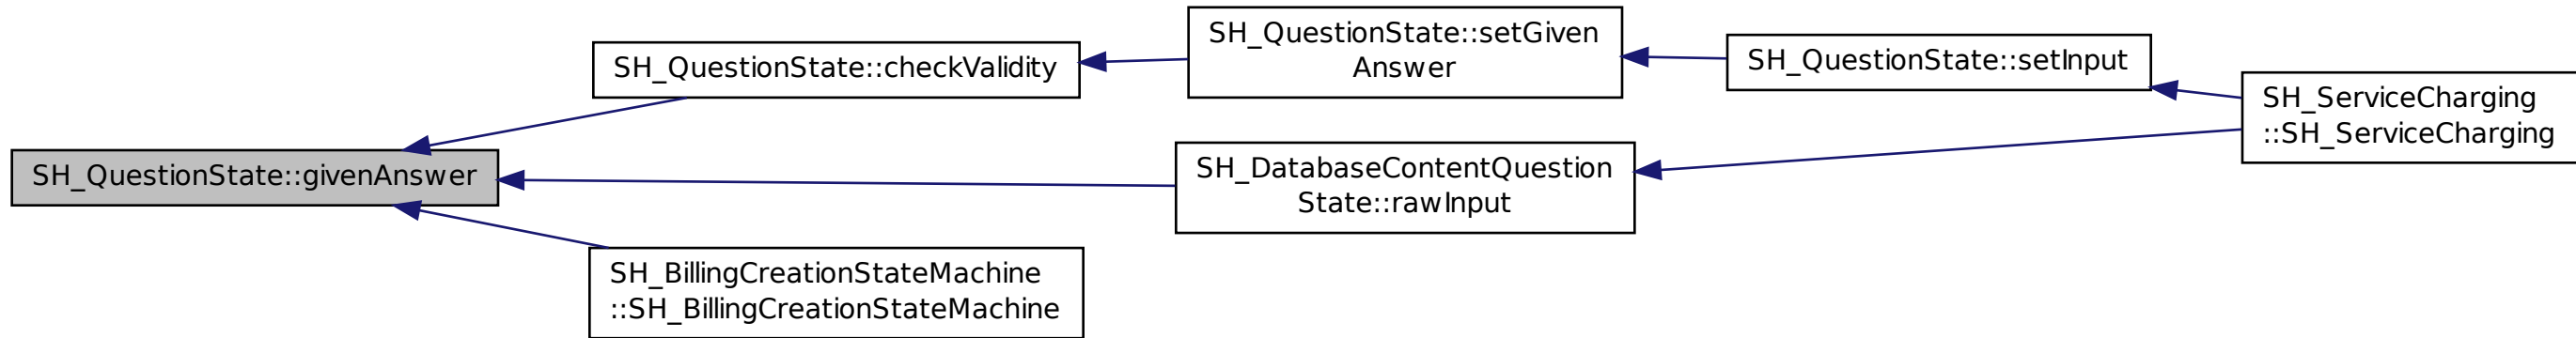 SH_QuestionState::givenAnswer
SH_QuestionState::checkValidity
SH_BillingCreationStateMachine
::SH_BillingCreationStateMachine
SH_QuestionState::setGiven
Answer
SH_DatabaseContentQuestion
State::rawInput
SH_QuestionState::setInput
SH_ServiceCharging
::SH_ServiceCharging